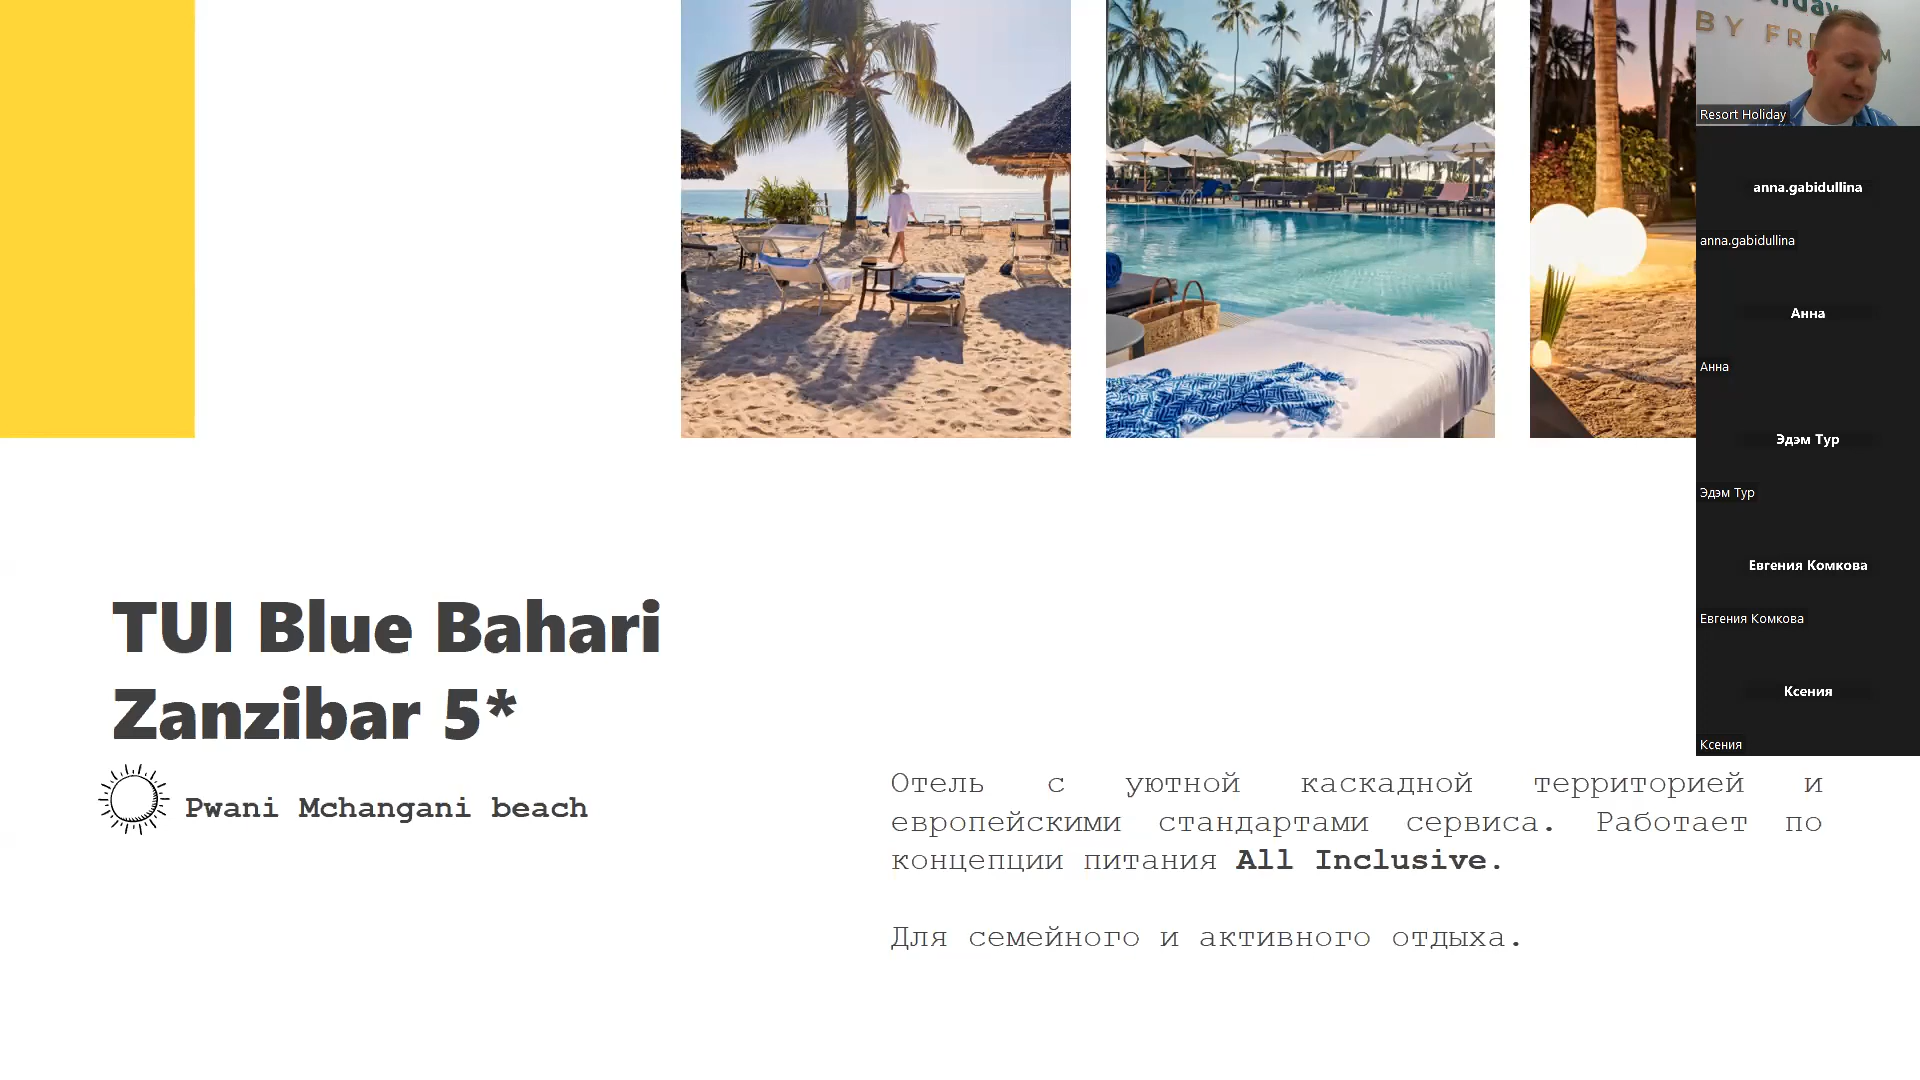 BY FR
Resort Holiday
anna.gabidullina
anna.gabidullina
Анна
Анна
Эдэм Тур
Эдэм Тур
Евгения Комкова
Евгения Комкова
Ксения
Ксения
TUI Blue Bahari
Zanzibar 5*
Pwani Mchangani beach
Отель с уютной каскадной территорией и
европейскими стандартами сервиса. Работает по
концепции питания All Inclusive.
Для семейного и активного отдыха.